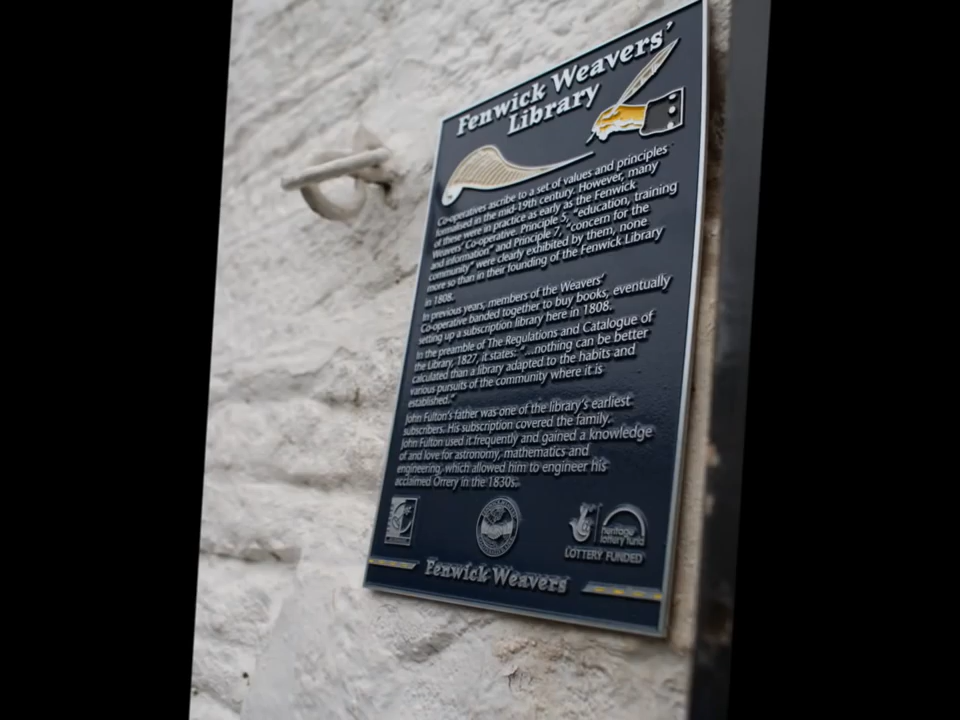 Fenwick Weavers'
Library
Co-operatives ascribe to a set of values and principles
formalised in the mid-19th century. However, many
of these were in practice as early as the Fenwick
Weavers' Co-operative. Principle 5, "education, training
and information" and Principle 7, "concern for the
community" were clearly exhibited by them, none
more so than in their founding of the Fenwick Library
in 1808.
In previous years, members of the Weavers'
Co-operative banded together to buy books, eventually
setting up a subscription library here in 1808.
In the preamble of The Regulations and Catalogue of
the Library, 1827, it states: "...nothing can be better
calculated than a library adapted to the habits and
various pursuits of the community where it is
established."
John Fulton's father was one of the library's earliest
subscribers. His subscription covered the family.
John Fulton used it frequently and gained a knowledge
of and love for astronomy, mathematics and
engineering, which allowed him to engineer his
acclaimed Orrery in the 1830s.
heritage
lottery fund
LOTTERY FUNDED
Fenwick Weavers